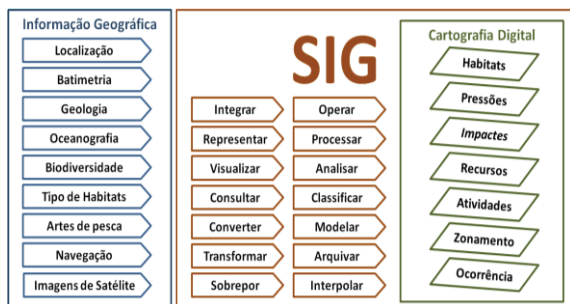 Informação Geográfica
Localização
Batimetria
Geologia
Oceanografia
Biodiversidade
Tipo de Habitats
Artes de pesca
Navegação
Imagens de Satélite
SIG
Integrar
Operar
Representar
Processar
Visualizar
Analisar
Consultar
Classificar
Converter
Modelar
Transformar
Arquivar
Sobrepor
Interpolar
Cartografia Digital
Habitats
Pressões
Impactes
Recursos
Atividades
Zonamento
Ocorrência